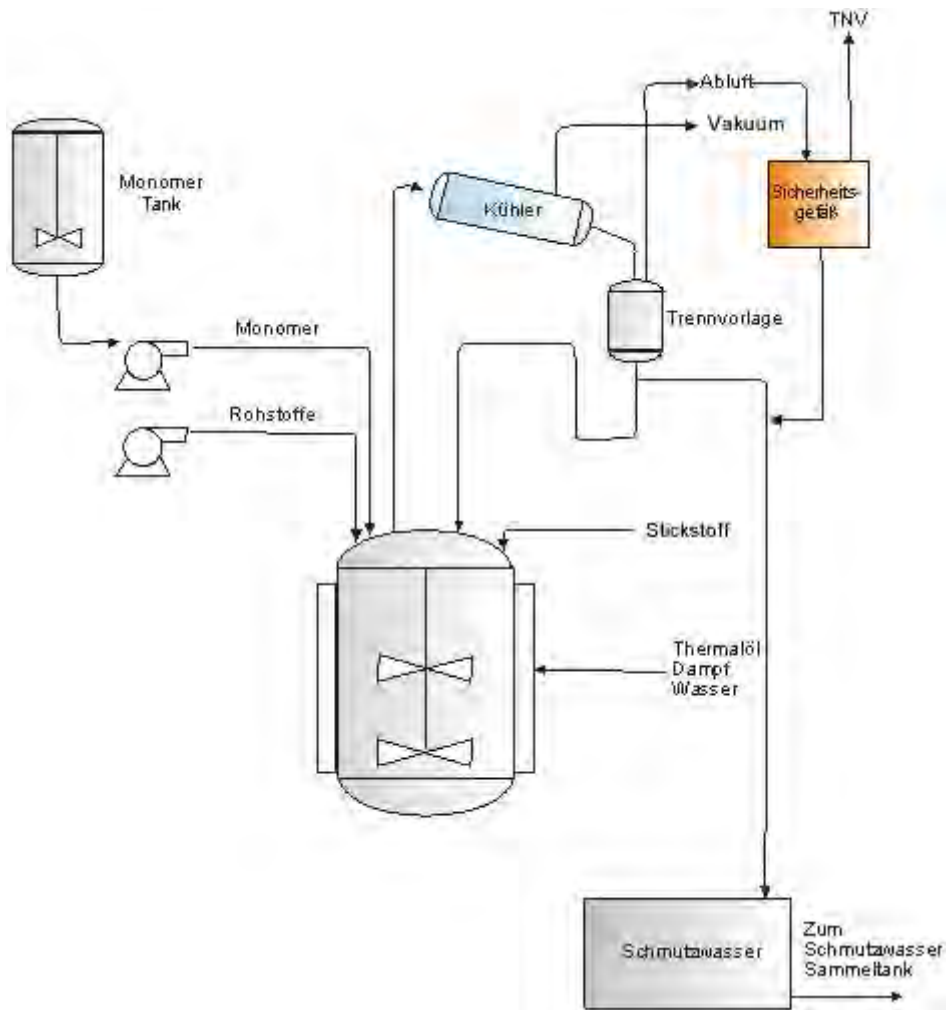 TNV
Abluft
Vakuum
Monomer
Tank
Kühler
Sicherheits-
gefäß
Trennvorlage
Monomer
Rohstoffe
Stickstoff
Thermalöl
Dampf
Wasser
Schmutzwasser
Zum
Schmutzwasser
Sammeltank